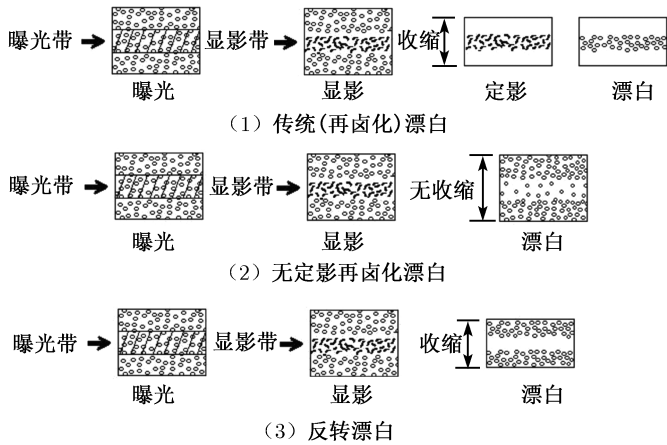 曝光带 显影带 收缩
曝光 显影 定影 漂白
（1）传统(再卤化)漂白
曝光带 显影带 无收缩
曝光 显影 漂白
（2）无定影再卤化漂白
曝光带 显影带 收缩
曝光 显影 漂白
（3）反转漂白